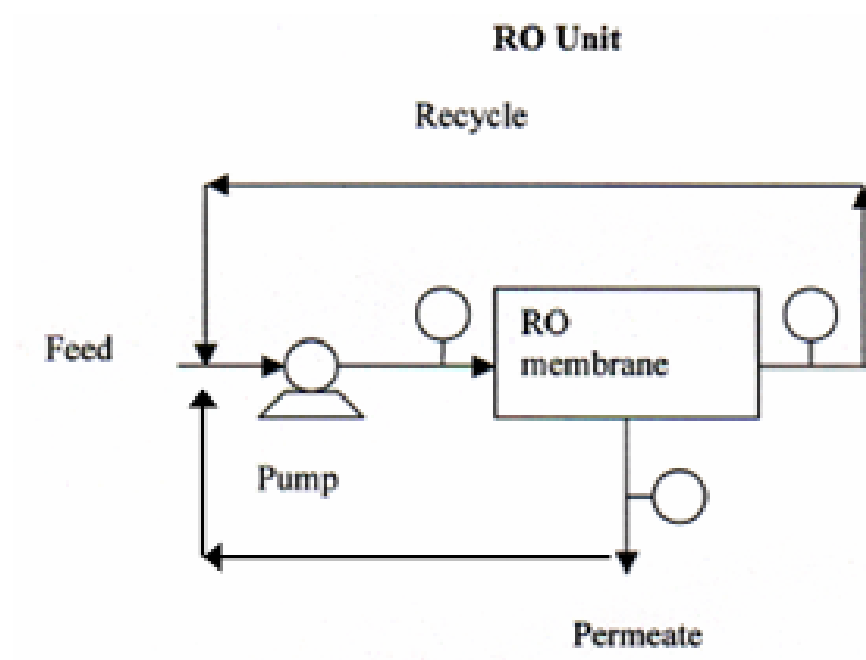 RO Unit
Recycle
Feed
RO
membrane
Pump
Permeate